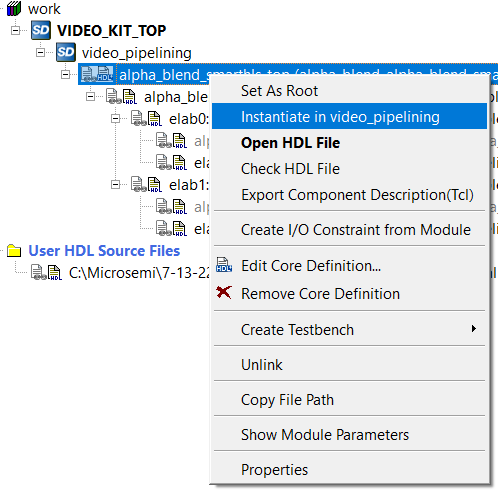 work
VIDEO_KIT_TOP
video_pipelining
alpha_blend_smarthls_top (alpha_blend_alpha_blend_sma
alpha_ble
elab0:
alp
ela
elab1:
alp
ela
User HDL Source Files
C:\Microsemi\7-13-22
Set As Root
Instantiate in video_pipelining
Open HDL File
Check HDL File
Export Component Description(Tcl)
Create I/O Constraint from Module
Edit Core Definition...
Remove Core Definition
Create Testbench
Unlink
Copy File Path
Show Module Parameters
Properties